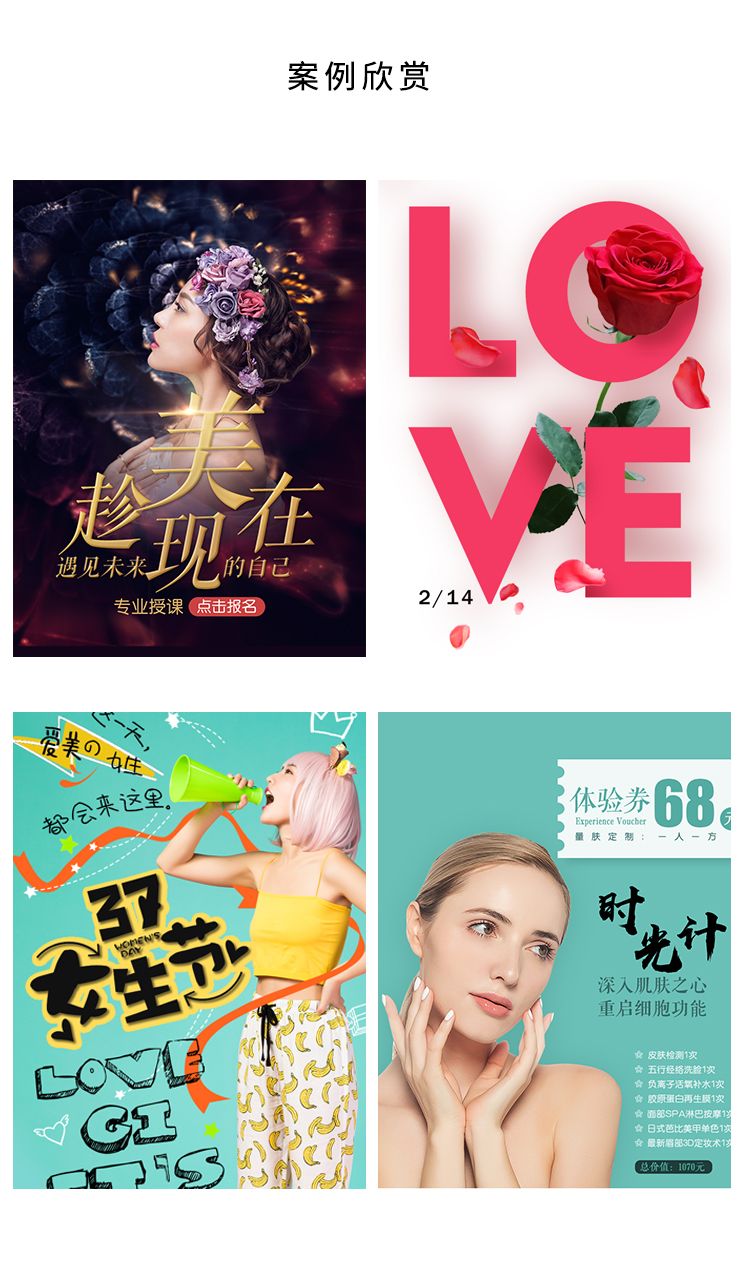 案例欣赏
美
趁 在
现
遇见未来 的自己
专业授课 点击报名
LO
VE
2/14
这一天,
爱美の女生
都会来这里。
37
WOMEN'S
DAY
女生节
LOVE
GI
IT'S
体验券 68 元
Experience Voucher
量肤定制：一人一方
时光计
深入肌肤之心
重启细胞功能
☆ 皮肤检测1次
☆ 五行经络洗脸1次
☆ 负离子活氧补水1次
☆ 胶原蛋白再生膜1次
☆ 面部SPA淋巴按摩1次
☆ 日式芭比美甲单色1次
☆ 最新眉部3D定妆术1次
总价值：1070元